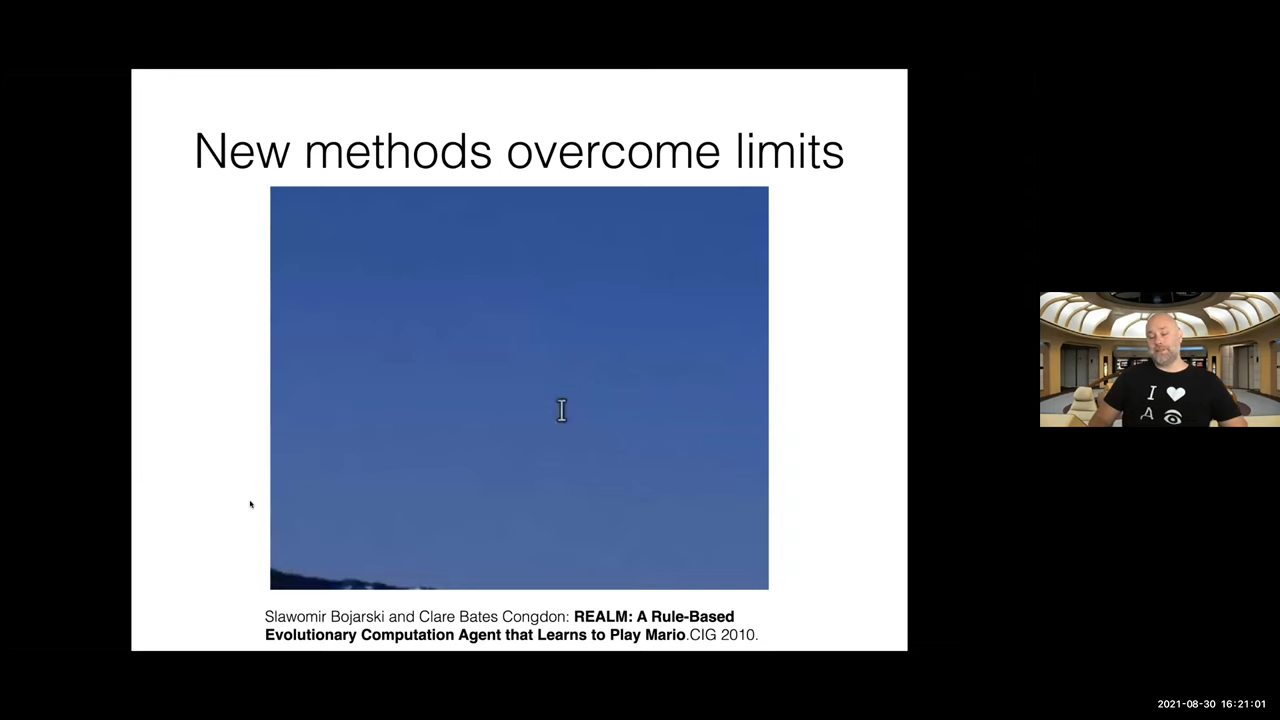 New methods overcome limits
Slawomir Bojarski and Clare Bates Congdon: REALM: A Rule-Based
Evolutionary Computation Agent that Learns to Play Mario.CIG 2010.
I
A
2021-08-30 16:21:01